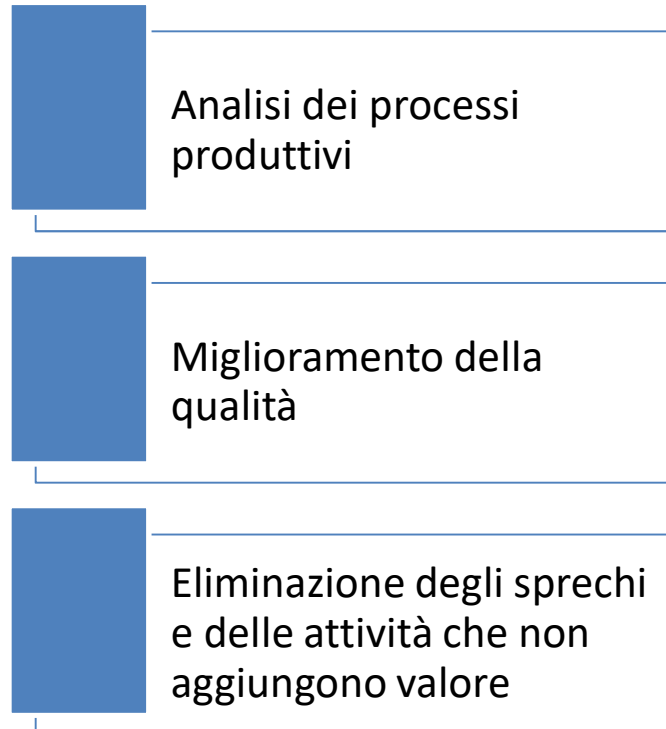 Analisi dei processi
produttivi
Miglioramento della
qualità
Eliminazione degli sprechi
e delle attività che non
aggiungono valore